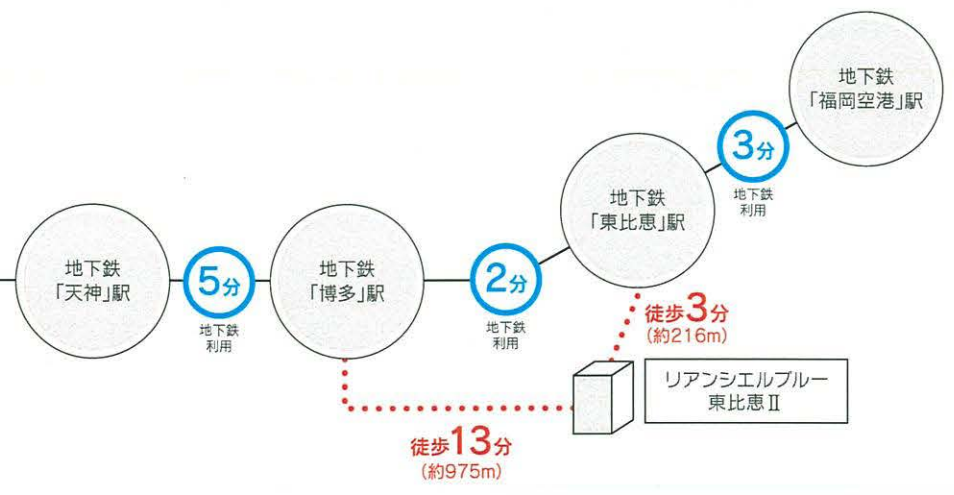 地下鉄
「福岡空港」駅
3分
地下鉄
利用
地下鉄
「東比恵」駅
地下鉄
「天神」駅
5分
地下鉄
利用
地下鉄
「博多」駅
2分
地下鉄
利用
徒歩3分
(約216m)
リアンシエルブルー
東比恵Ⅱ
徒歩13分
(約975m)